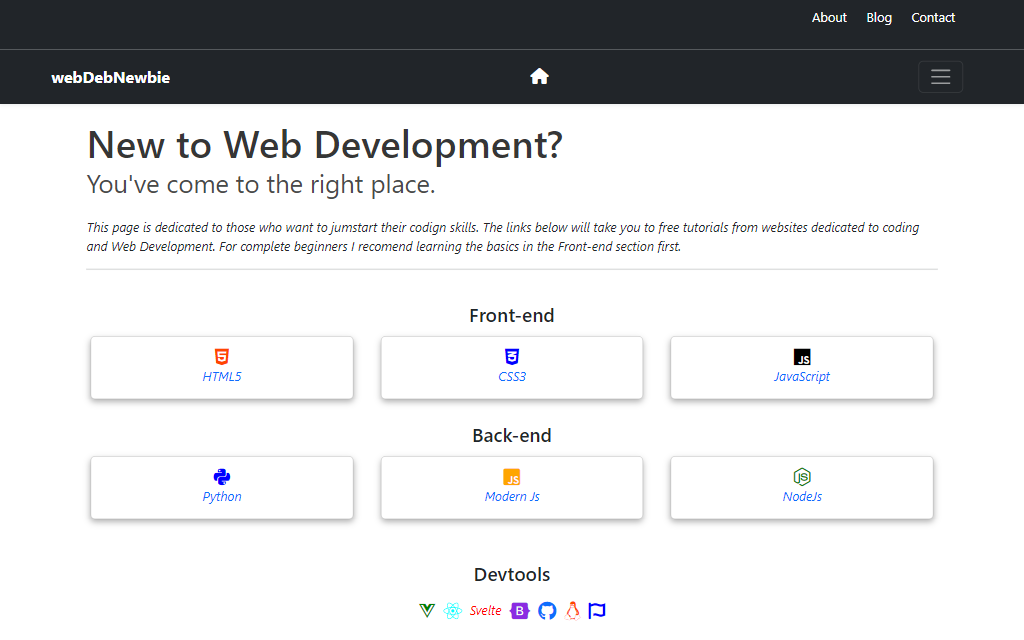 About Blog Contact
webDebNewbie
New to Web Development?
You've come to the right place.
This page is dedicated to those who want to jumstart their codign skills. The links below will take you to free tutorials from websites dedicated to coding
and Web Development. For complete beginners I recomend learning the basics in the Front-end section first.
Front-end
HTML5 CSS3 JS JavaScript
Back-end
Python JS Modern Js JS NodeJs
Devtools
Svelte B